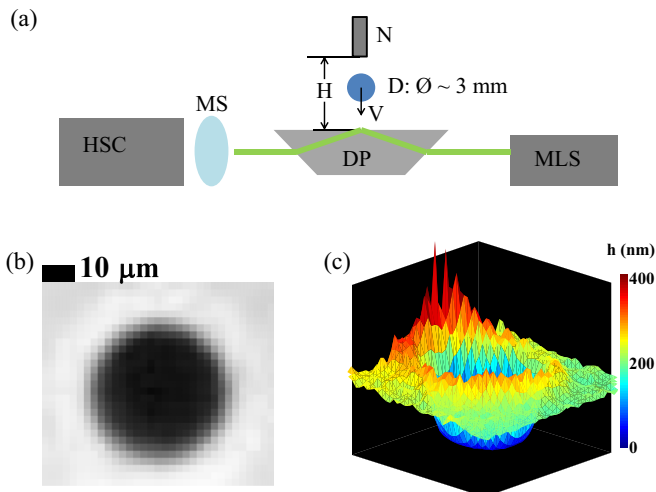 (a)
N
H
D: Ø ~ 3 mm
MS
V
HSC
DP
MLS
(b)
10 μm
(c)
h (nm)
400
200
0